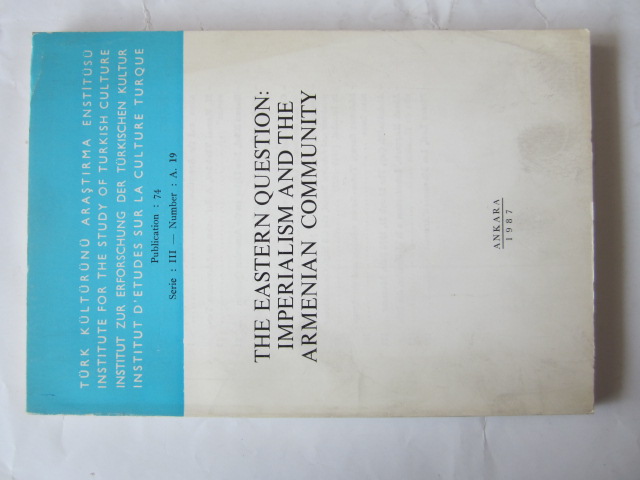 TÜRK KÜLTÜRÜNÜ ARAŞTIRMA ENSTİTÜSÜ
INSTITUTE FOR THE STUDY OF TURKISH CULTURE
INSTITUT ZUR ERFORSCHUNG DER TÜRKISCHEN KULTUR
INSTITUT D'ETUDES SUR LA CULTURE TURQUE
Publication : 74
Serie : III — Number : A. 19
THE EASTERN QUESTION:
IMPERIALISM AND THE
ARMENIAN COMMUNITY
ANKARA
1987